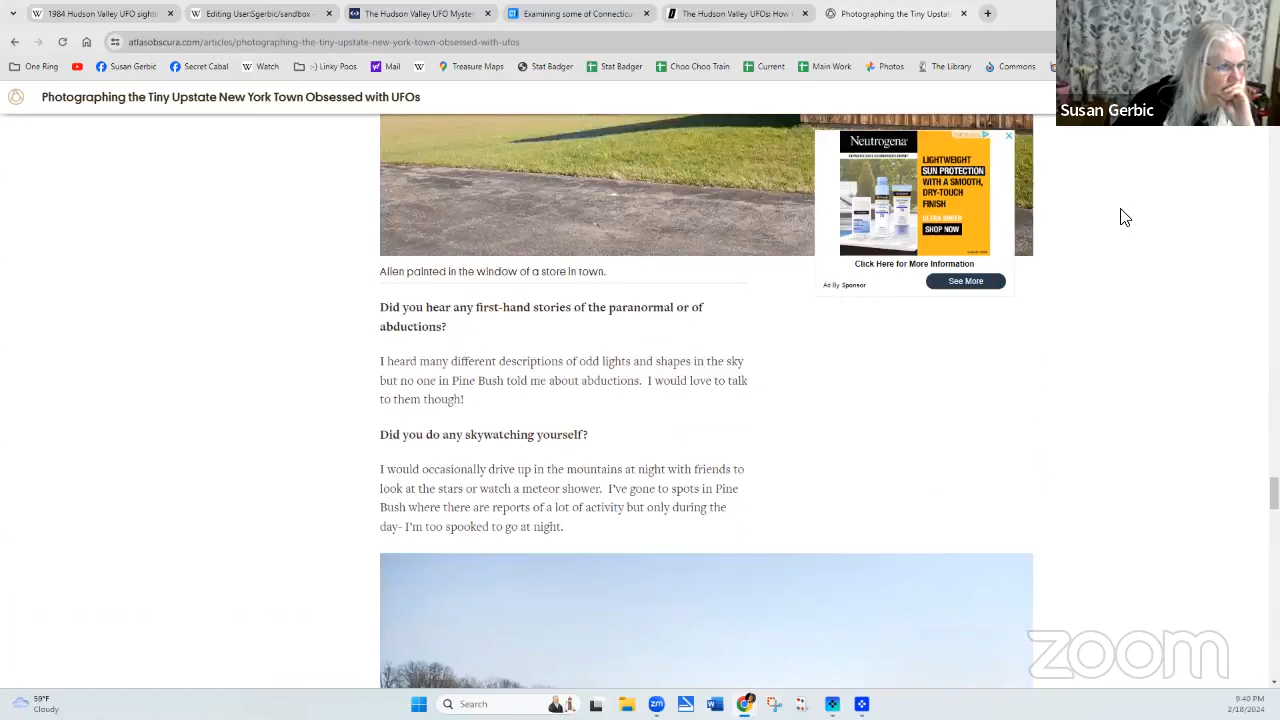 1984 Hudson Valley UFO Sight
Editing User:SGerbic/sandbox -
The Hudson Valley UFO Myster
Examining some of Connectic
The Hudson Valley UFOs How
Photographing the Tiny Upstat
atlasobscura.com/articles/photographing-the-tiny-upstate-new-york-town-obsessed-with-ufos
One Ring
Susan Gerbic
Secret Cabal
Watch
:-) Pinky Load
Mail
Stat Badger
Stat Badger
Choo Choo Train
Current
Main Hub
Photos
The Library
Commons
Photographing the Tiny Upstate New York Town Obsessed with UFOs
Susan Gerbic
Neutrogena
LIGHTWEIGHT
SUN PROTECTION
WITH A SMOOTH,
DRY-TOUCH
FINISH
ULTRA SHEER
SHOP NOW
Click Here for More Information
Ad By Sponsor
See More
Allen painted in the window of a store in town.
Did you hear any first-hand stories of the paranormal or of
abductions?
I heard many different descriptions of odd lights and shapes in the sky
but no one in Pine Bush told me about abductions. I would love to talk
to them though!
Did you do any skywatching yourself?
I would occasionally drive up in the mountains at night with friends to
look at the stars or watch a meteor shower. I've gone to spots in Pine
Bush where there are reports of a lot of activity but only during the
day- I'm too spooked to go at night.
zoom
59°F
Cloudy
Search
9:40 PM
2/18/2024